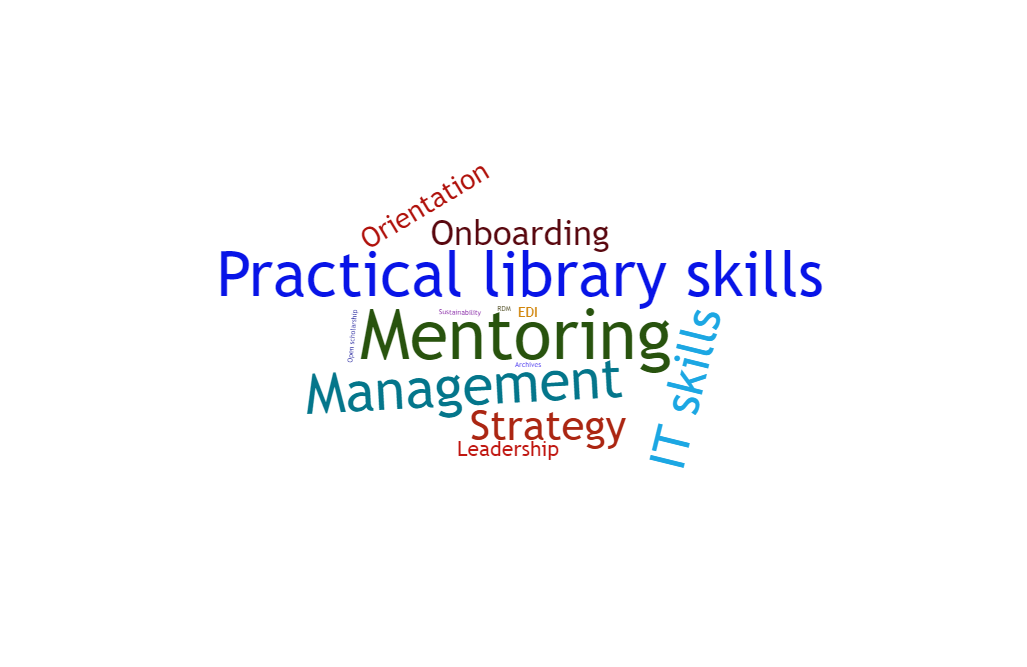 Orientation
Onboarding
Practical library skills
Sustainability
RDM
EDI
Open scholarship
Mentoring
IT skills
Archives
Management
Strategy
Leadership